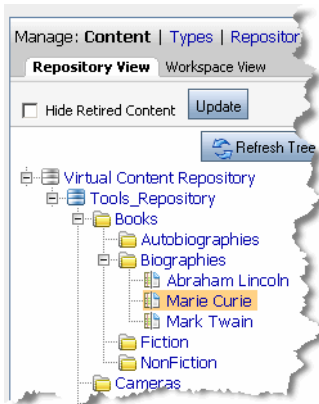 Manage: Content | Types | Repositor
Repository View Workspace View
Hide Retired Content Update
Refresh Tree
Virtual Content Repository
Tools_Repository
Books
Autobiographies
Biographies
Abraham Lincoln
Marie Curie
Mark Twain
Fiction
NonFiction
Cameras